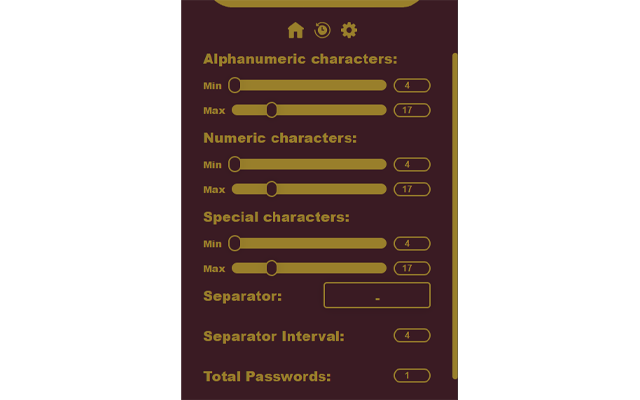 Alphanumeric characters:
Min 4
Max 17
Numeric characters:
Min 4
Max 17
Special characters:
Min 4
Max 17
Separator: -
Separator Interval: 4
Total Passwords: 1